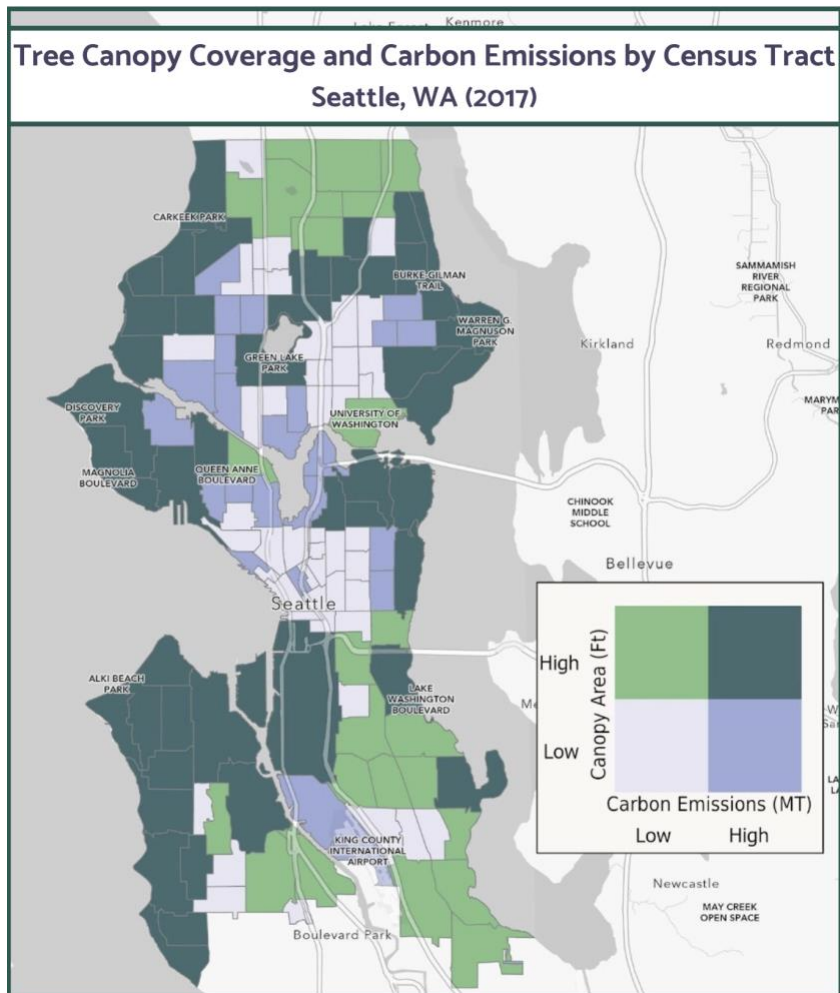 Kenmore
Tree Canopy Coverage and Carbon Emissions by Census Tract
Seattle, WA (2017)
CARKEEK PARK
BURKE-GILMAN
TRAIL
SAMMAMISH
RIVER
REGIONAL
PARK
WARREN G.
MAGNUSON
PARK
Kirkland
Redmond
GREEN LAKE
PARK
DISCOVERY
PARK
UNIVERSITY OF
WASHINGTON
MARYM
PAR
MAGNOLIA
BOULEVARD
QUEEN ANNE
BOULEVARD
CHINOOK
MIDDLE
SCHOOL
Bellevue
Seattle
ALKI BEACH
PARK
LAKE
WASHINGTON
BOULEVARD
Me
High
Low
Canopy Area (Ft)
Carbon Emissions (MT)
Low High
KING COUNTY
INTERNATIONAL
AIRPORT
Newcastle
MAY CREEK
OPEN SPACE
Boulevard Park